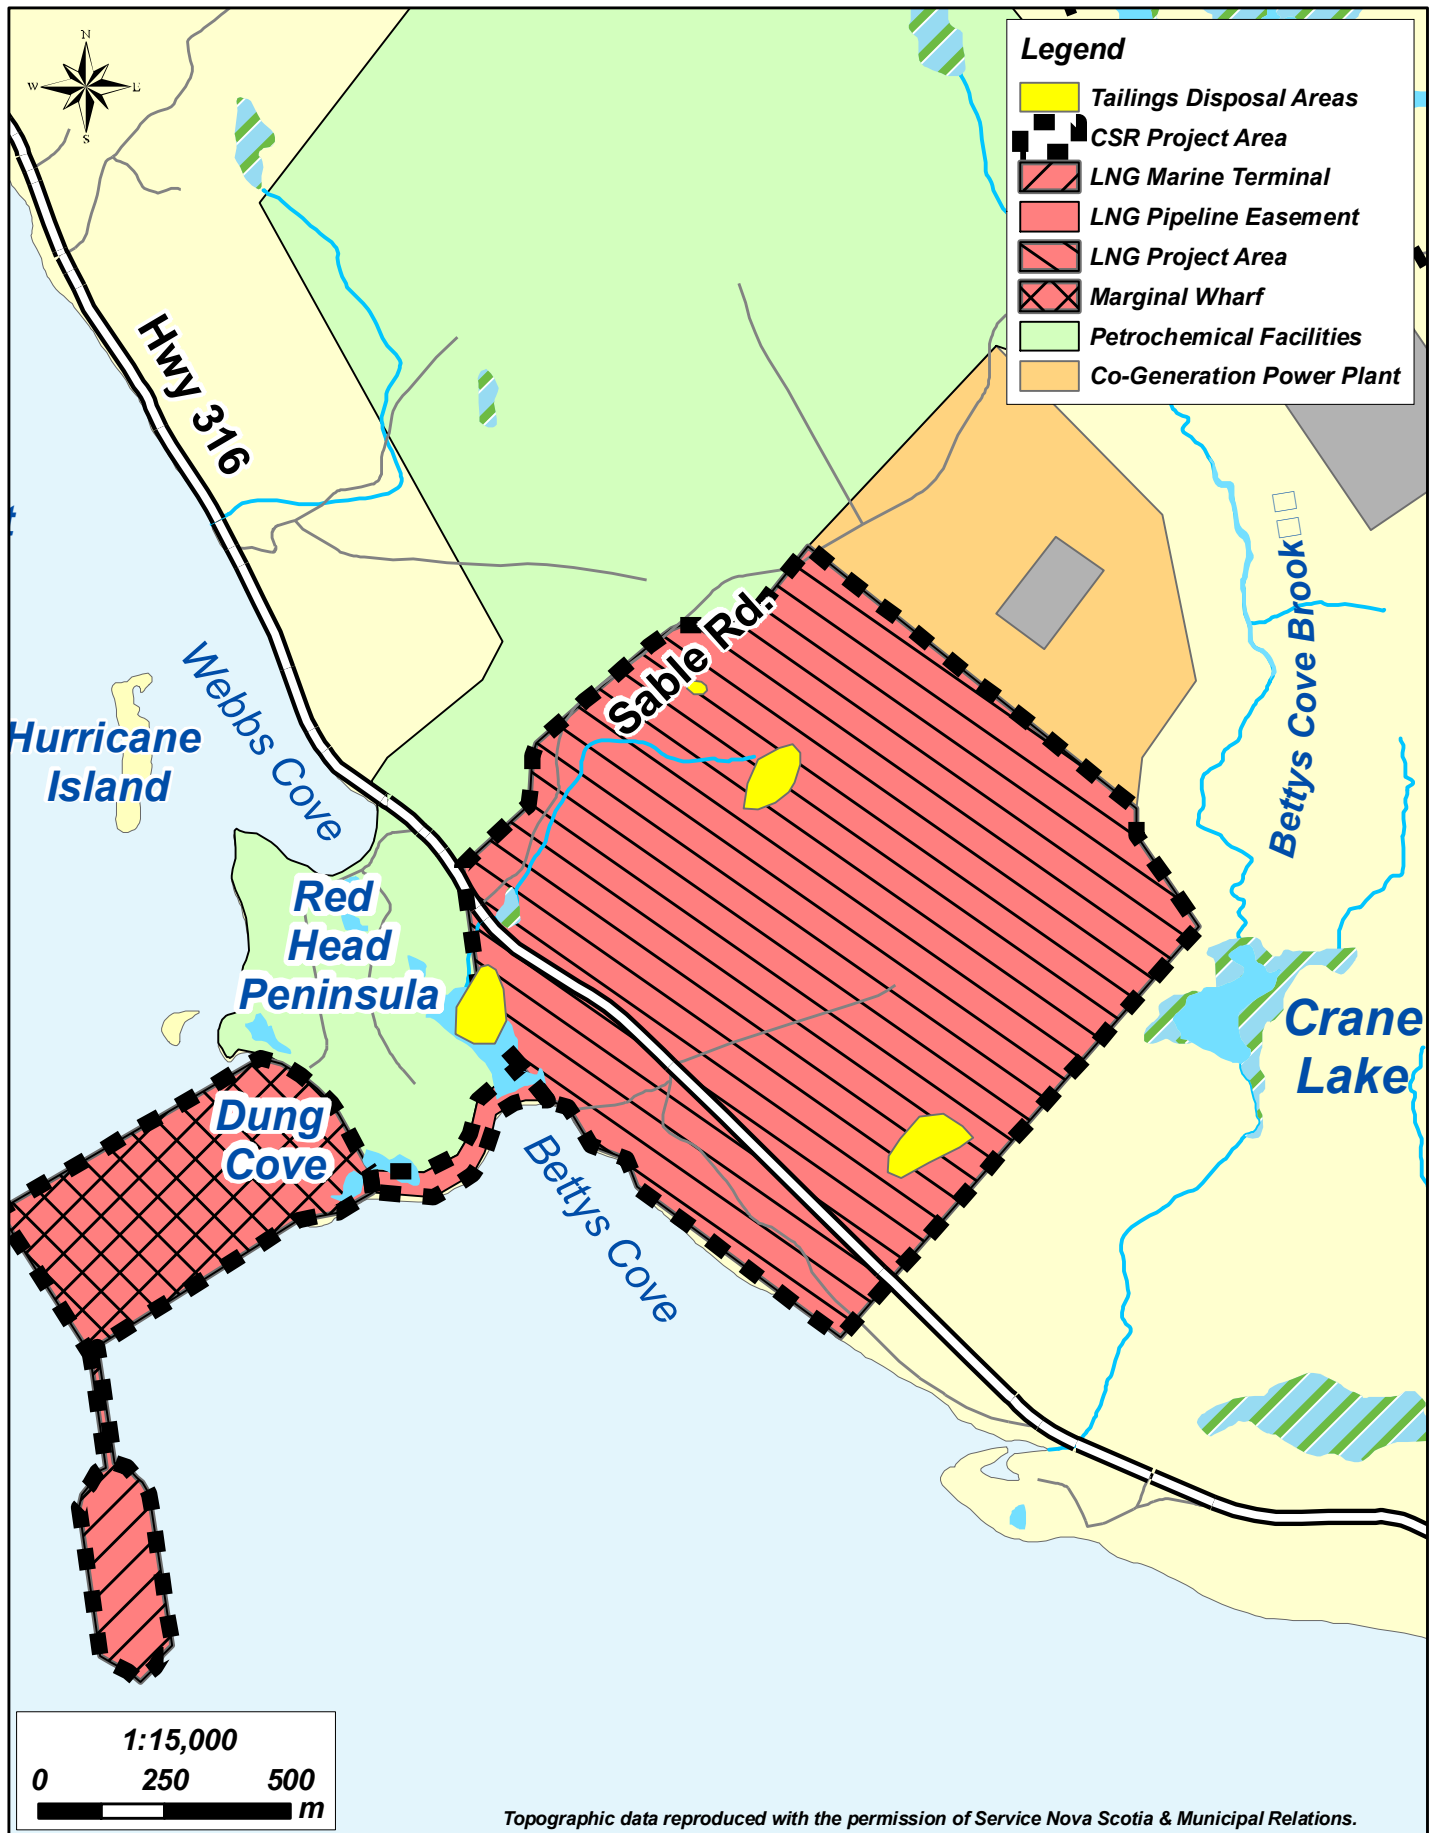 N
W E
S
Legend
Tailings Disposal Areas
CSR Project Area
LNG Marine Terminal
LNG Pipeline Easement
LNG Project Area
Marginal Wharf
Petrochemical Facilities
Co-Generation Power Plant
Hwy 316
t
Bettys Cove Brook
Sable Rd.
Webbs Cove
Hurricane
Island
Red
Head
Peninsula
Crane
Lake
Dung
Cove
Bettys Cove
1:15,000
0 250 500
m
Topographic data reproduced with the permission of Service Nova Scotia & Municipal Relations.